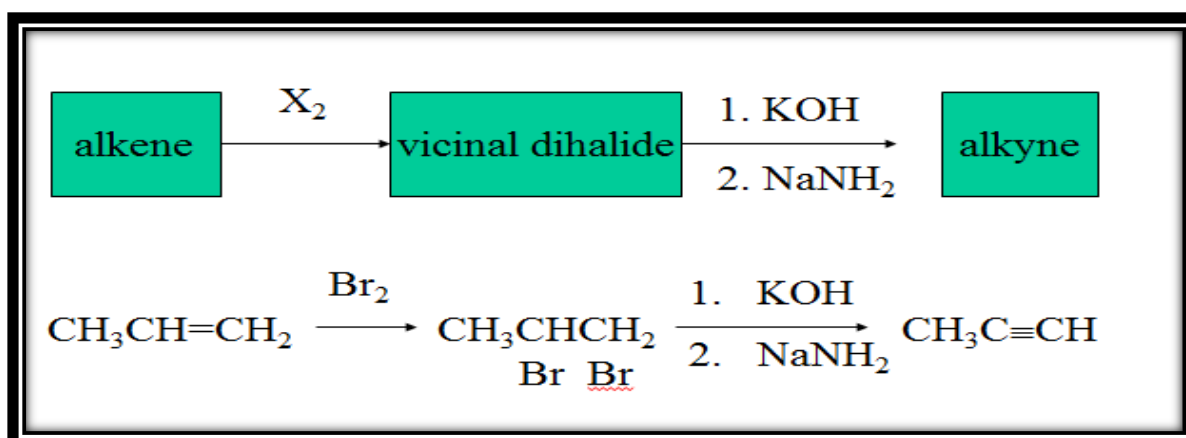 X₂ 1. KOH
alkene vicinal dihalide alkyne
2. NaNH₂
Br₂ 1. KOH
CH₃CH=CH₂ CH₃CHCH₂ CH₃C≡CH
Br Br 2. NaNH₂